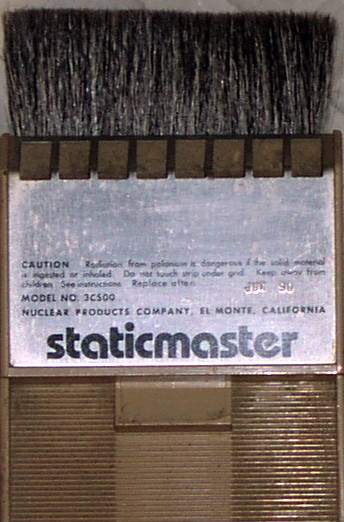 CAUTION Radiation from polonium is dangerous if the solid material
is ingested or inhaled. Do not touch strip under grid. Keep away from
children. See instructions. Replace after: 90
MODEL NO. 3C500
NUCLEAR PRODUCTS COMPANY, EL MONTE, CALIFORNIA
staticmaster